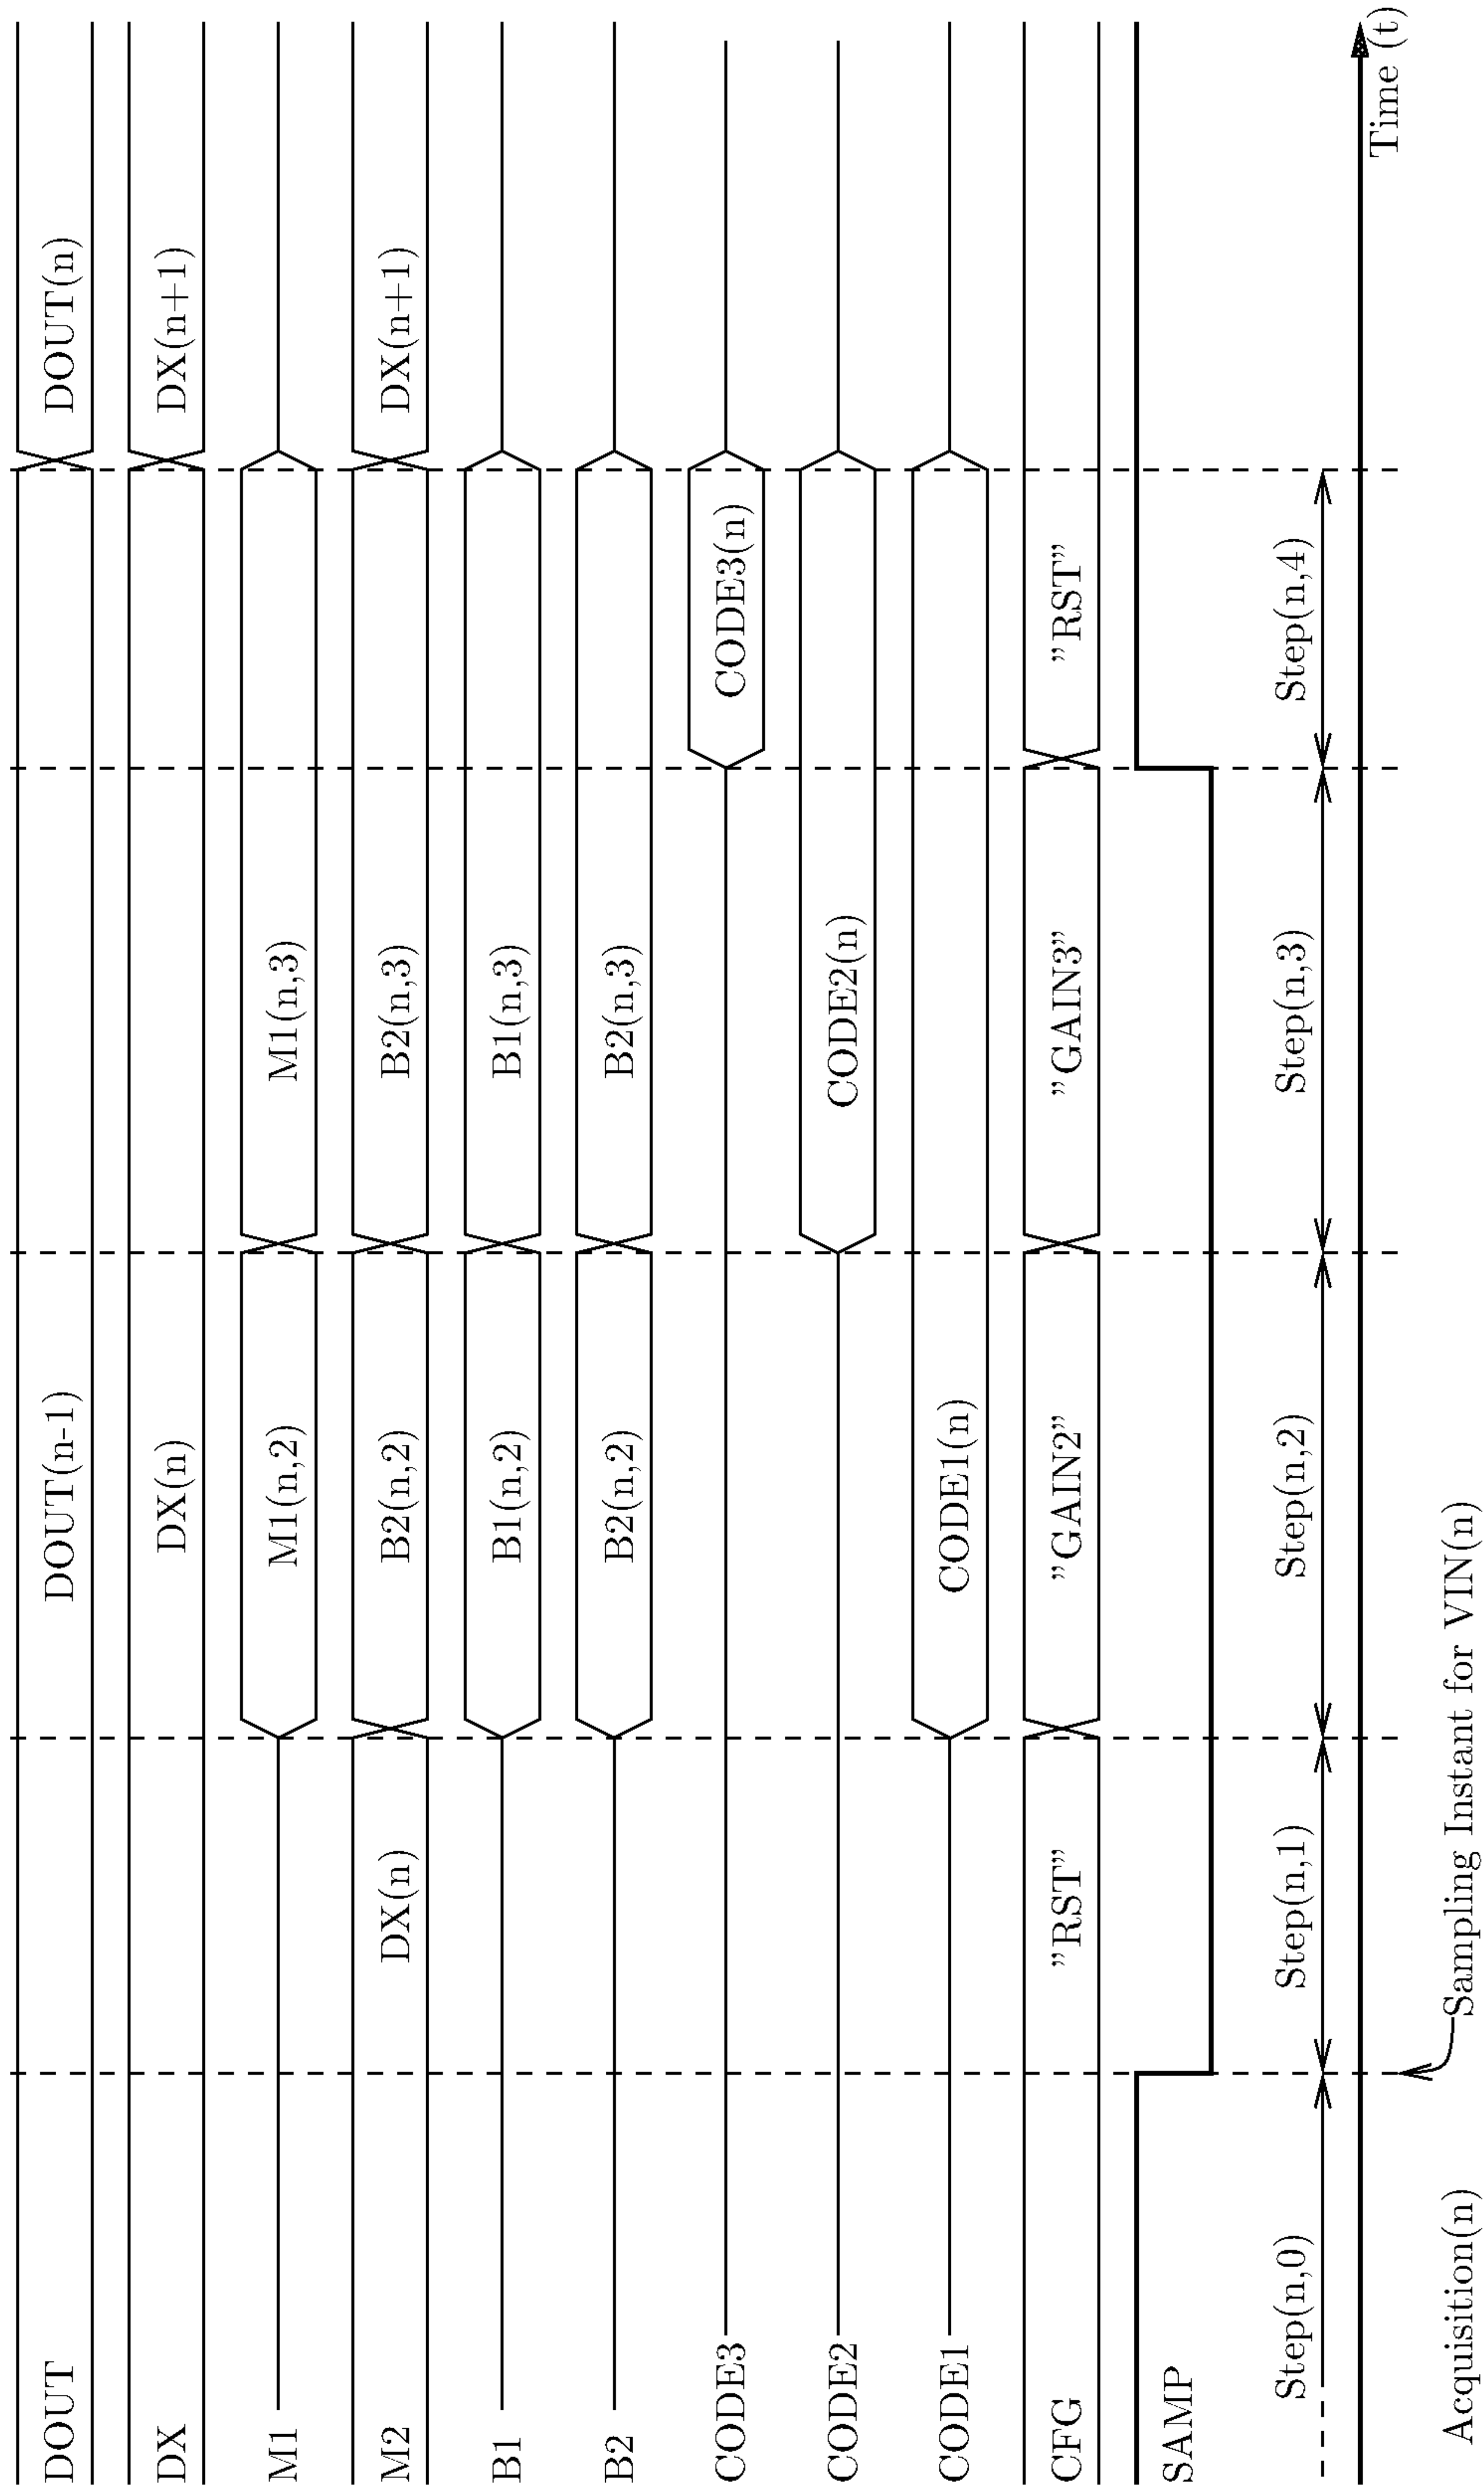 DOUT DOUT(n-1) DOUT(n)
DX DX(n) DX(n+1)
M1 M1(n,2) M1(n,3)
M2 DX(n) B2(n,2) B2(n,3) DX(n+1)
B1 B1(n,2) B1(n,3)
B2 B2(n,2) B2(n,3)
CODE3 CODE3(n)
CODE2 CODE2(n)
CODE1 CODE1(n)
CFG ”RST” ”GAIN2” ”GAIN3” ”RST”
SAMP
Step(n,0) Step(n,1) Step(n,2) Step(n,3) Step(n,4)
Time (t)
Acquisition(n) Sampling Instant for VIN(n)